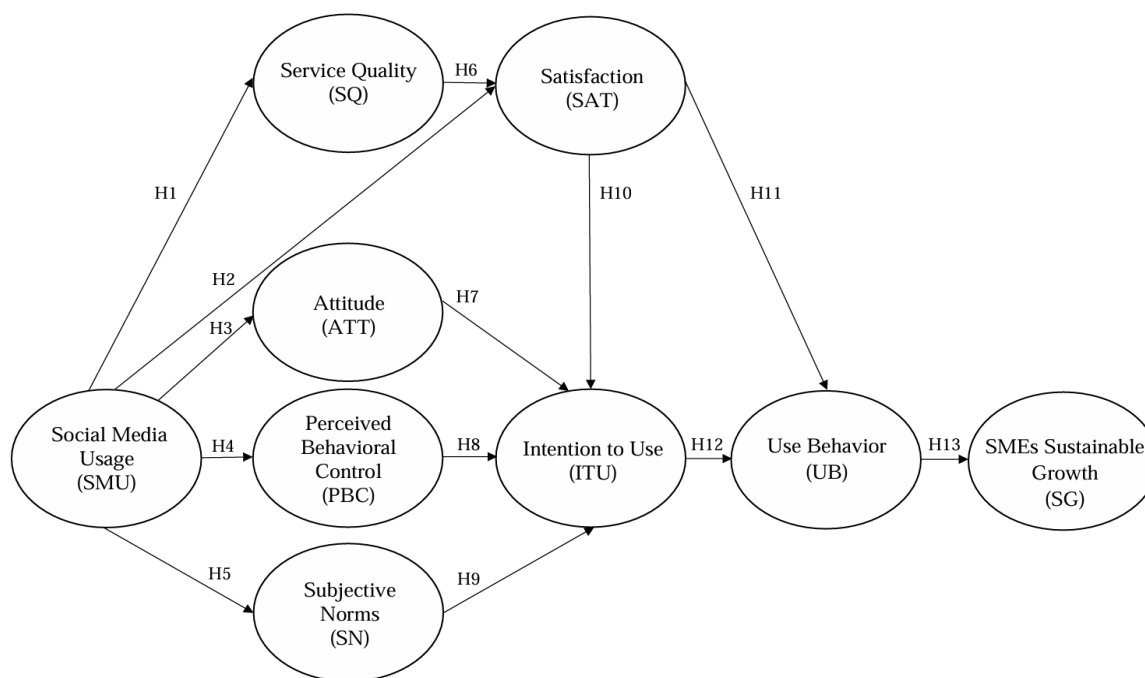 Service Quality
(SQ)
H6
Satisfaction
(SAT)
H1
H10
H11
H2
H3
Attitude
(ATT)
H7
Social Media
Usage
(SMU)
H4
Perceived
Behavioral
Control
(PBC)
H8
Intention to Use
(ITU)
H12
Use Behavior
(UB)
H13
SMEs Sustainable
Growth
(SG)
H5
Subjective
Norms
(SN)
H9